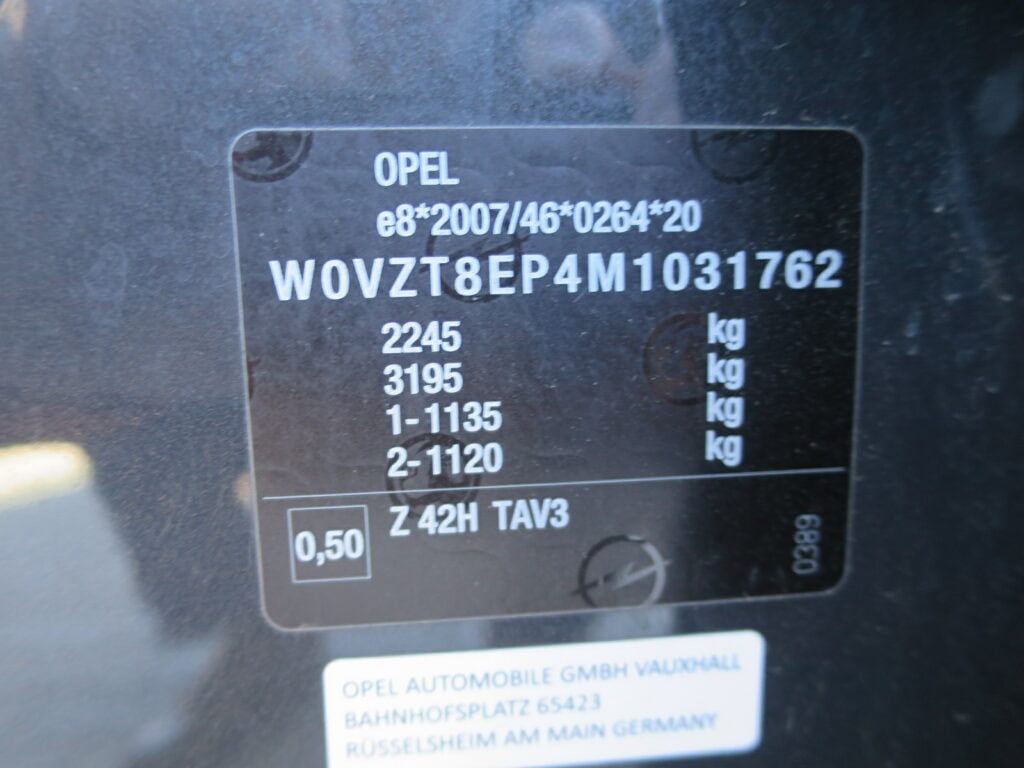 OPEL
e8*2007/46*0264*20
W0VZT8EP4M1031762
2245 kg
3195 kg
1-1135 kg
2-1120 kg
0,50 Z 42H TAV3
0389
OPEL AUTOMOBILE GMBH VAUXHALL
BAHNHOFSPLATZ 65423
RÜSSELSHEIM AM MAIN GERMANY